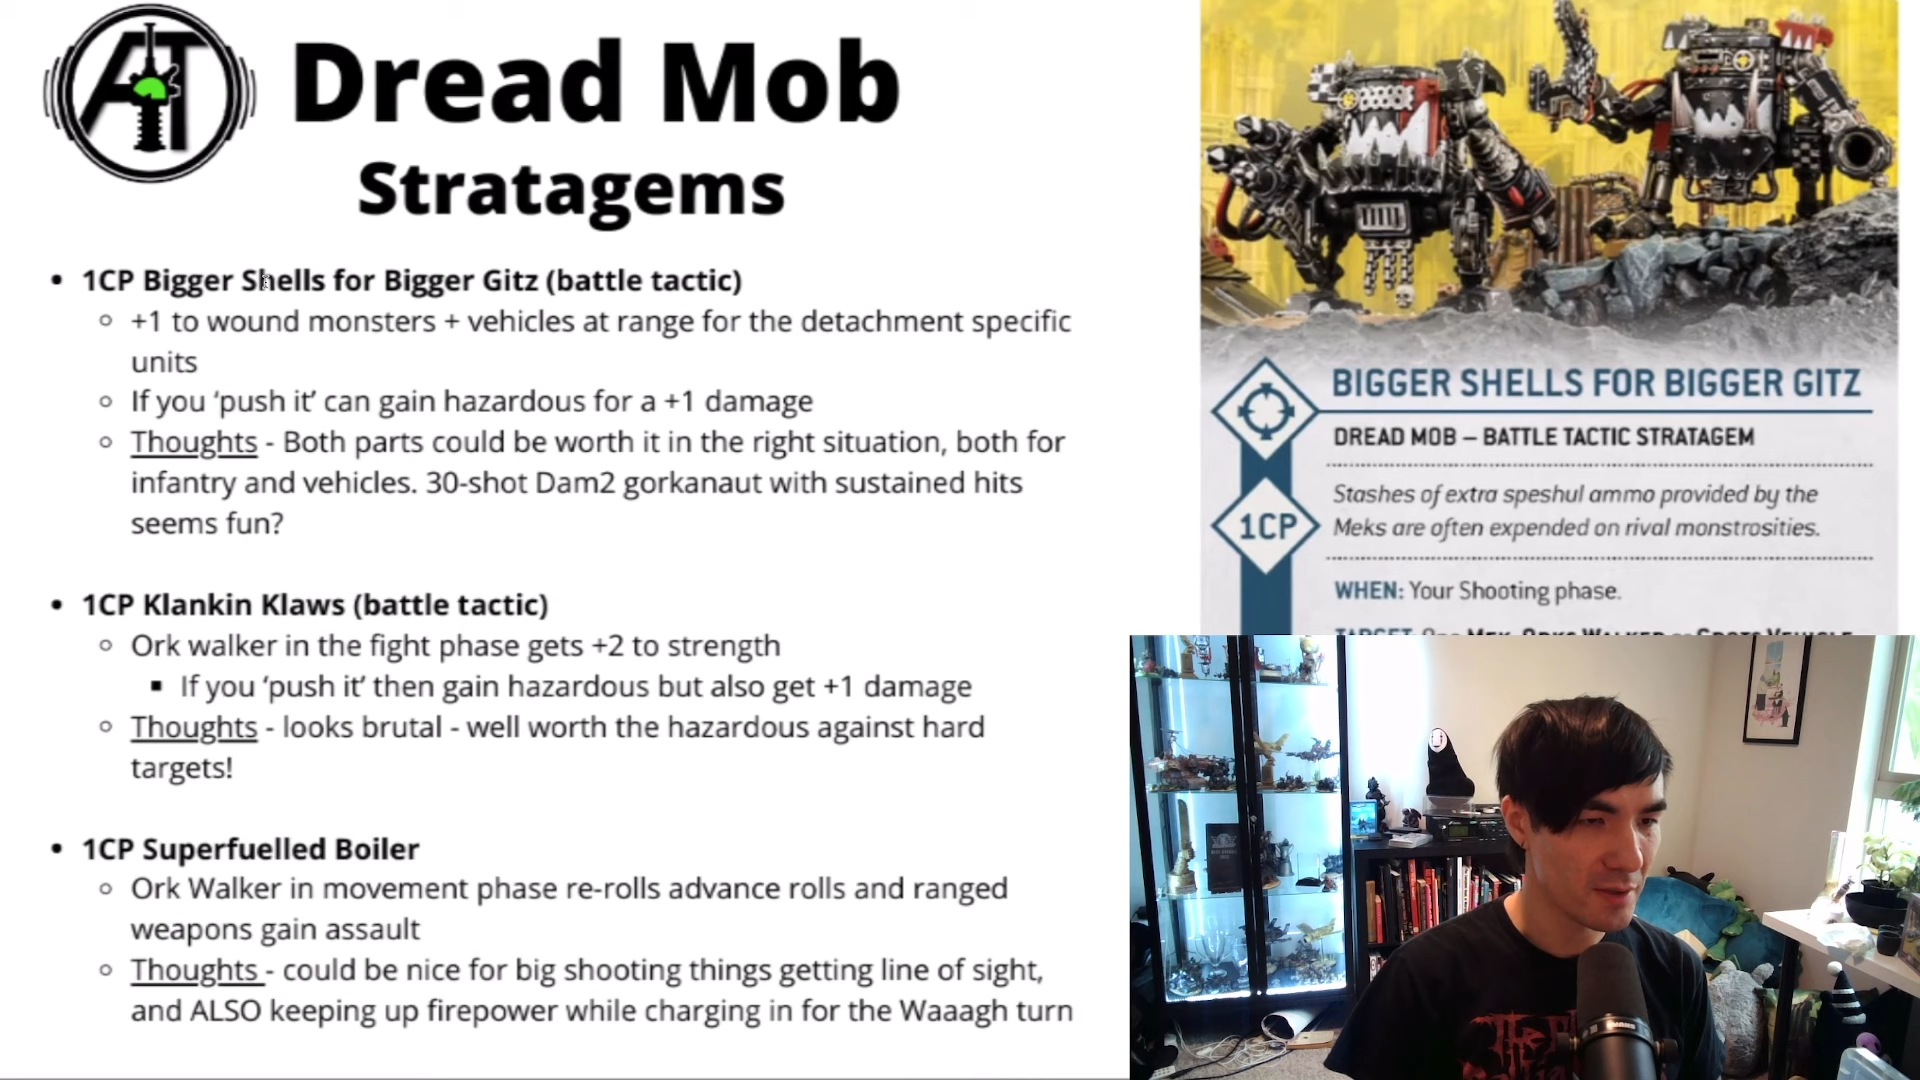 AT
Dread Mob
Stratagems
• 1CP Bigger Shells for Bigger Gitz (battle tactic)
◦ +1 to wound monsters + vehicles at range for the detachment specific
units
◦ If you ‘push it’ can gain hazardous for a +1 damage
◦ Thoughts - Both parts could be worth it in the right situation, both for
infantry and vehicles. 30-shot Dam2 gorkanaut with sustained hits
seems fun?
• 1CP Klankin Klaws (battle tactic)
◦ Ork walker in the fight phase gets +2 to strength
▪ If you ‘push it’ then gain hazardous but also get +1 damage
◦ Thoughts - looks brutal - well worth the hazardous against hard
targets!
• 1CP Superfuelled Boiler
◦ Ork Walker in movement phase re-rolls advance rolls and ranged
weapons gain assault
◦ Thoughts - could be nice for big shooting things getting line of sight,
and ALSO keeping up firepower while charging in for the Waaagh turn
BIGGER SHELLS FOR BIGGER GITZ
DREAD MOB – BATTLE TACTIC STRATAGEM
Stashes of extra speshul ammo provided by the
1CP
Meks are often expended on rival monstrosities.
WHEN: Your Shooting phase.